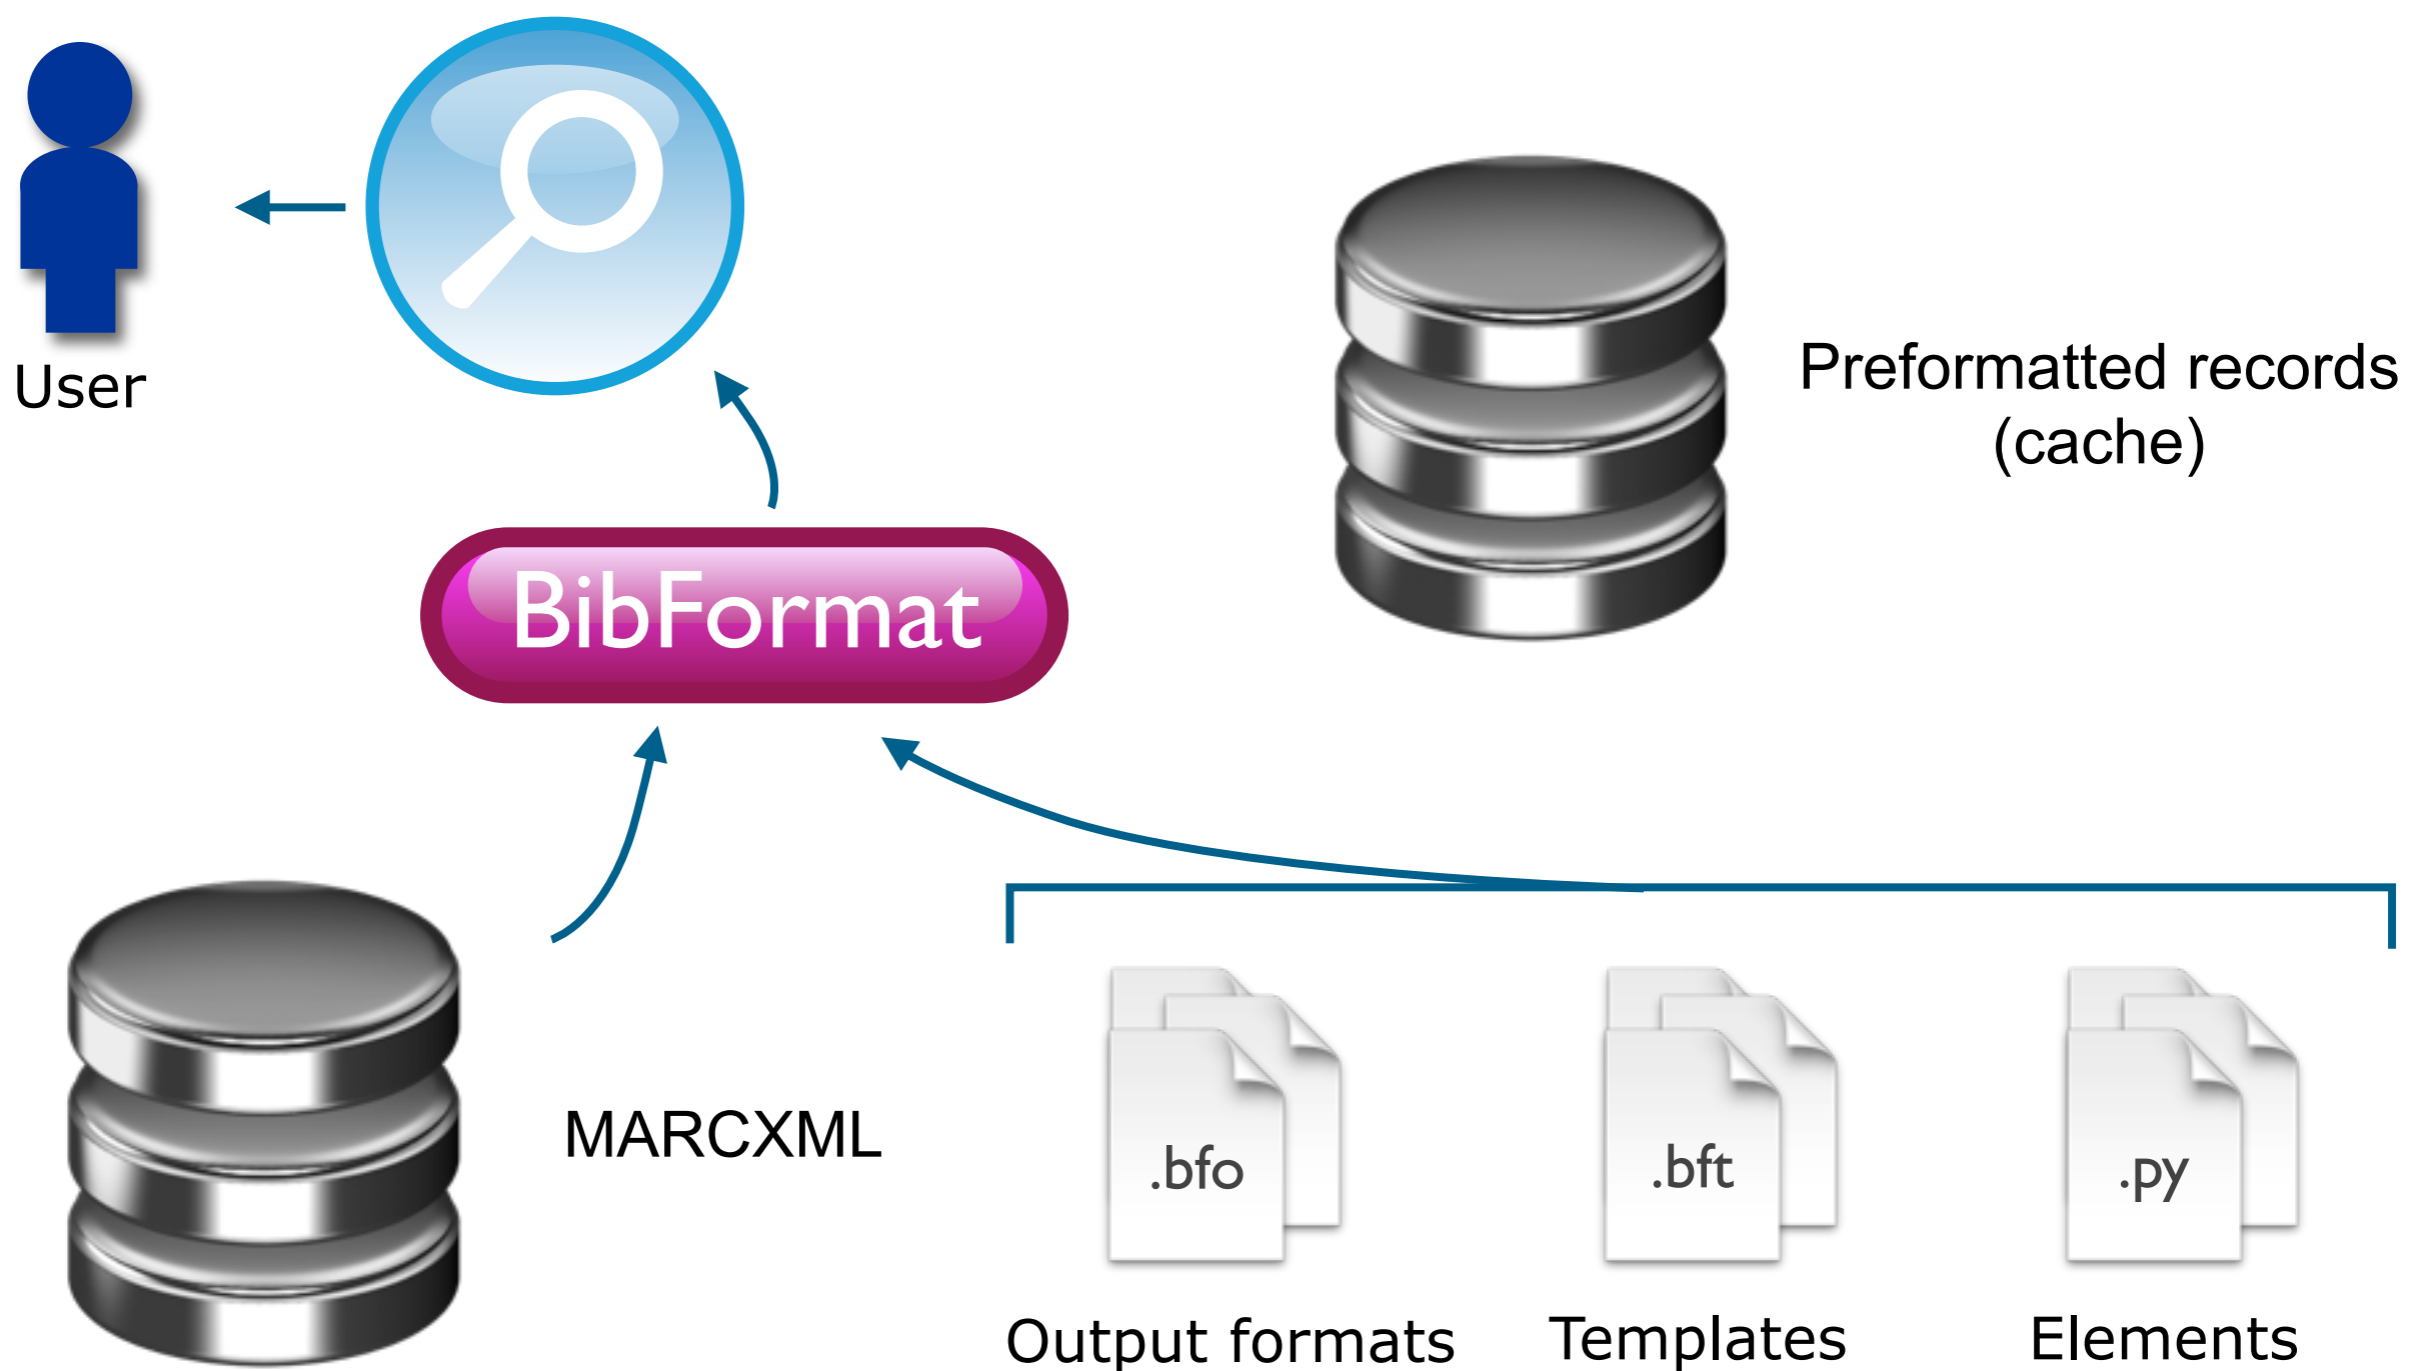 User
Preformatted records
(cache)
BibFormat
MARCXML
.bfo
.bft
.py
Output formats
Templates
Elements